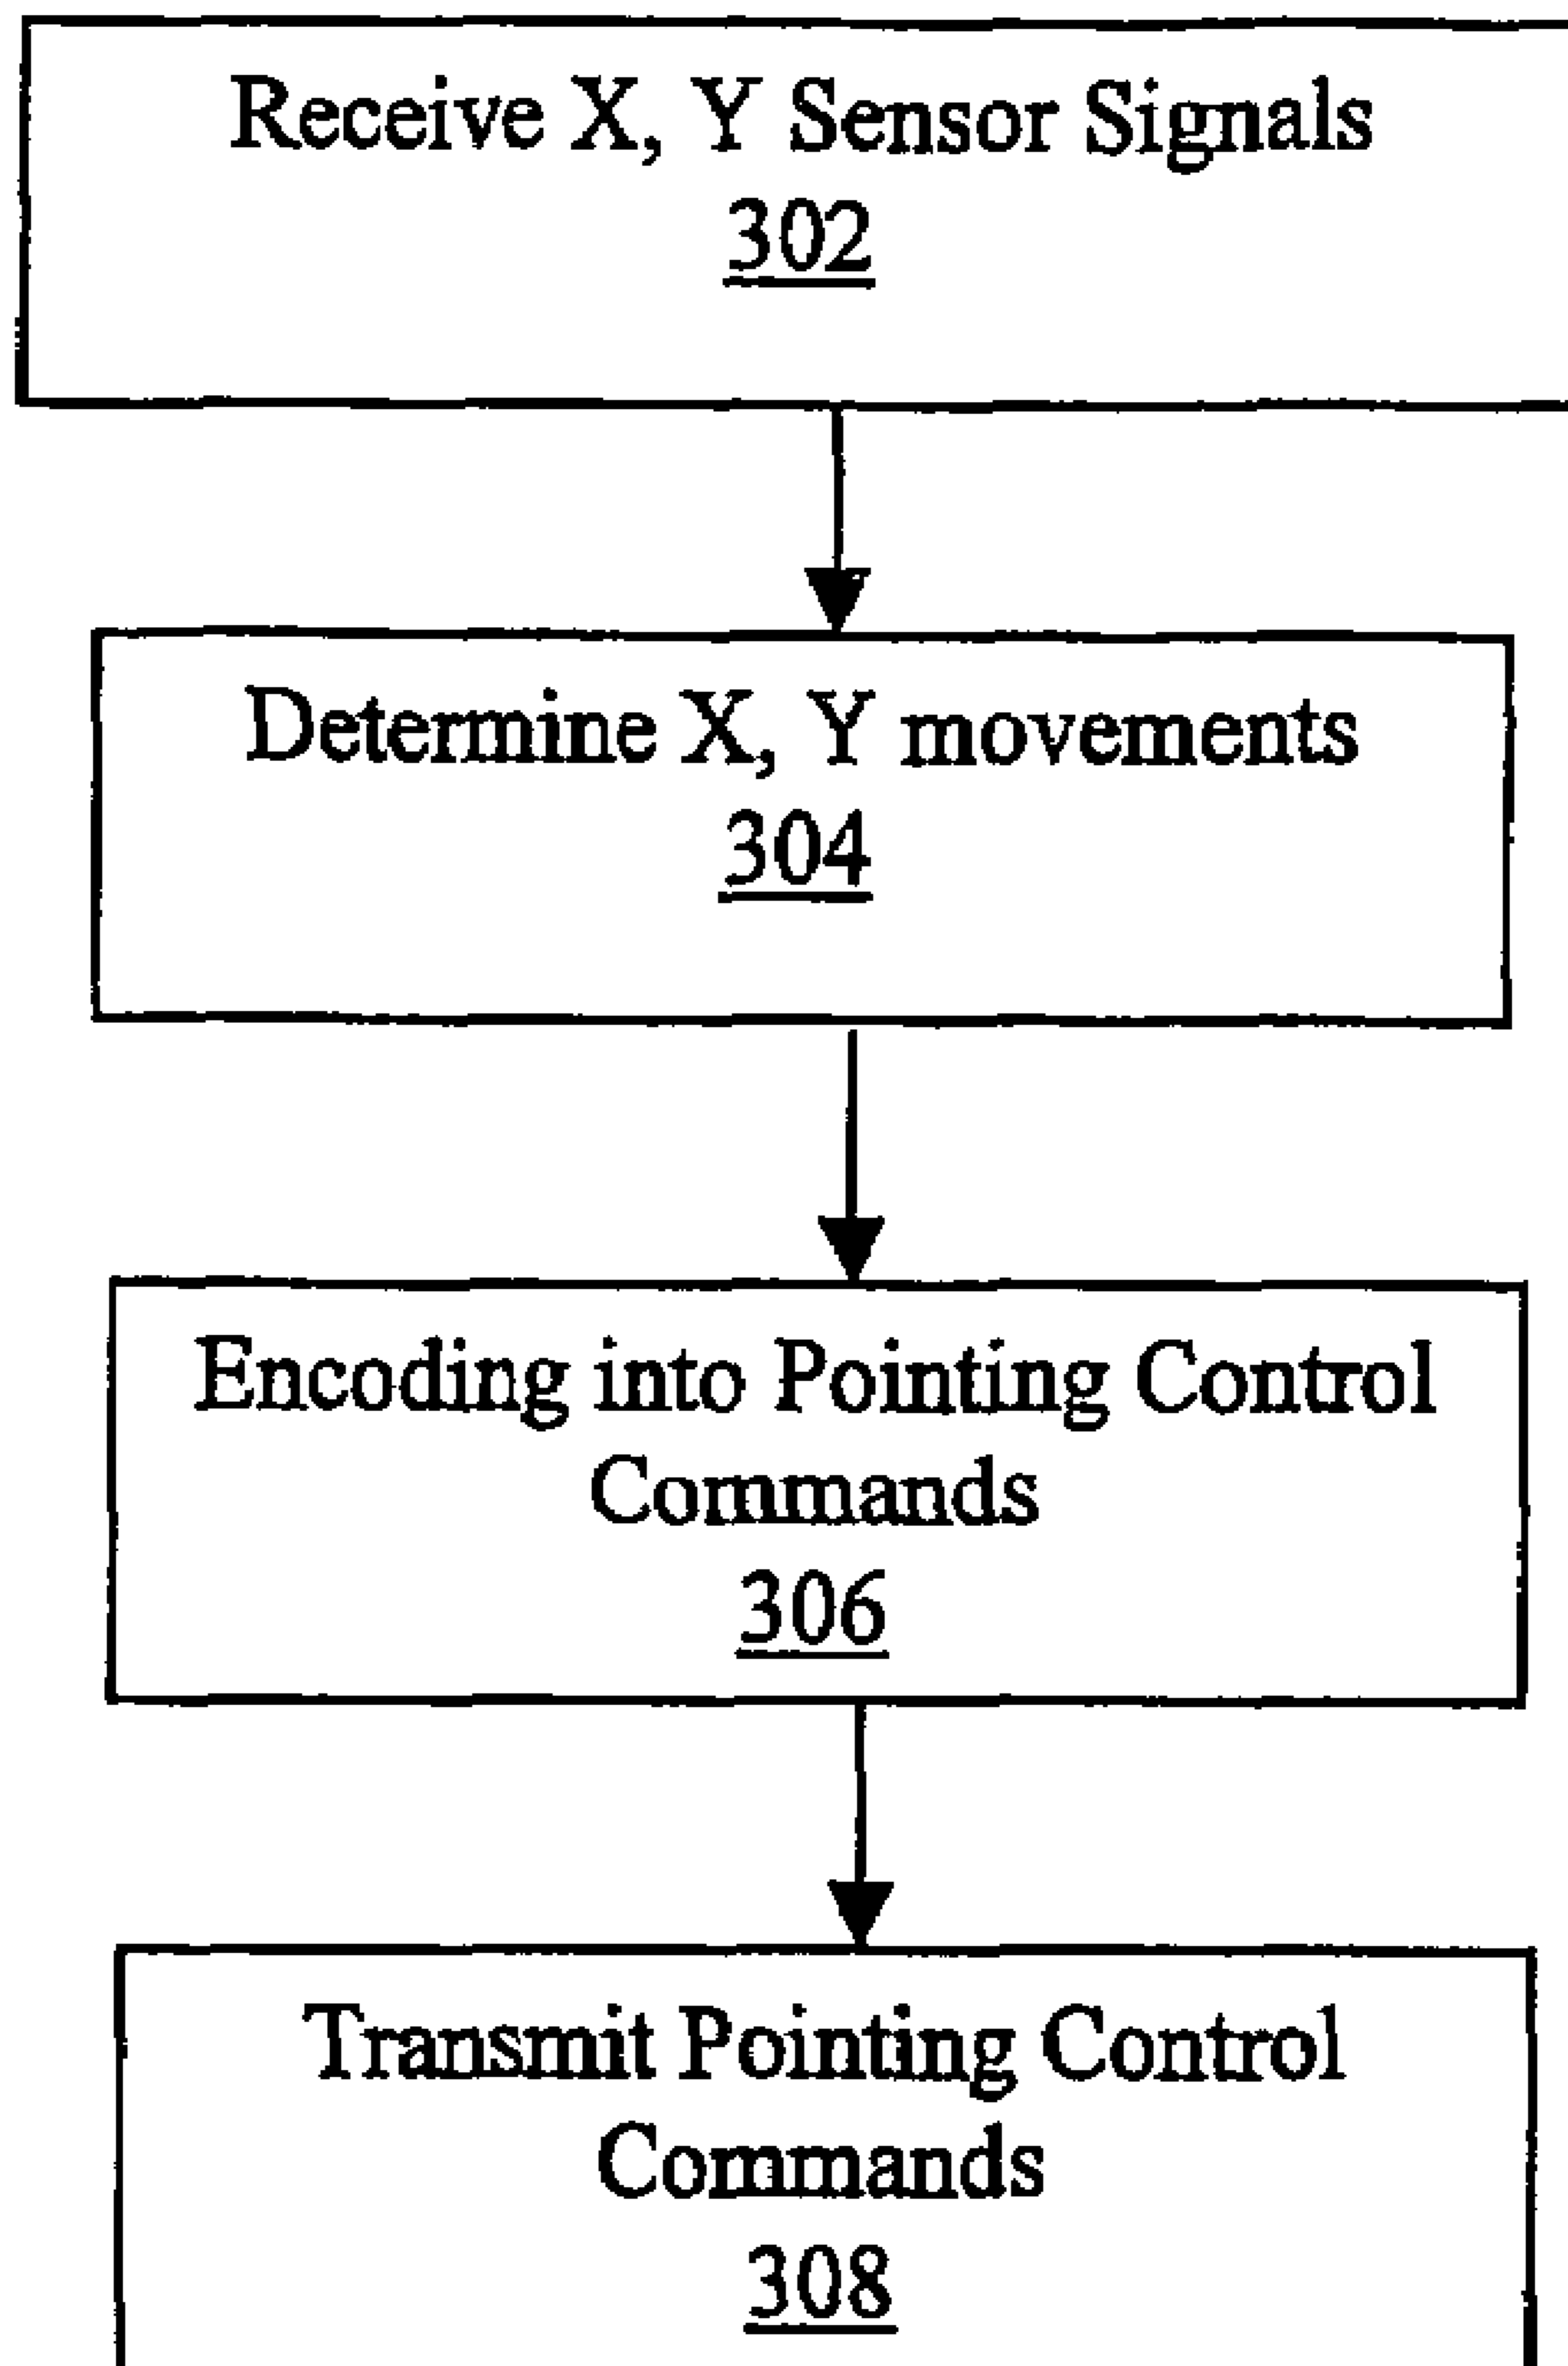 Receive X, Y Sensor Signals
302
Determine X, Y movements
304
Encoding into Pointing Control
Commands
306
Transmit Pointing Control
Commands
308